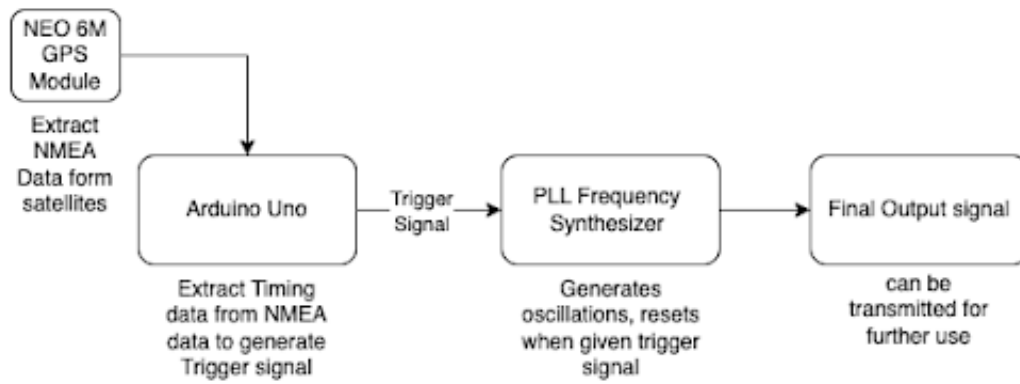 NEO 6M
GPS
Module
Extract
NMEA
Data form
satellites
Arduino Uno
Extract Timing
data from NMEA
data to generate
Trigger signal
Trigger
Signal
PLL Frequency
Synthesizer
Generates
oscillations, resets
when given trigger
signal
Final Output signal
can be
transmitted for
further use